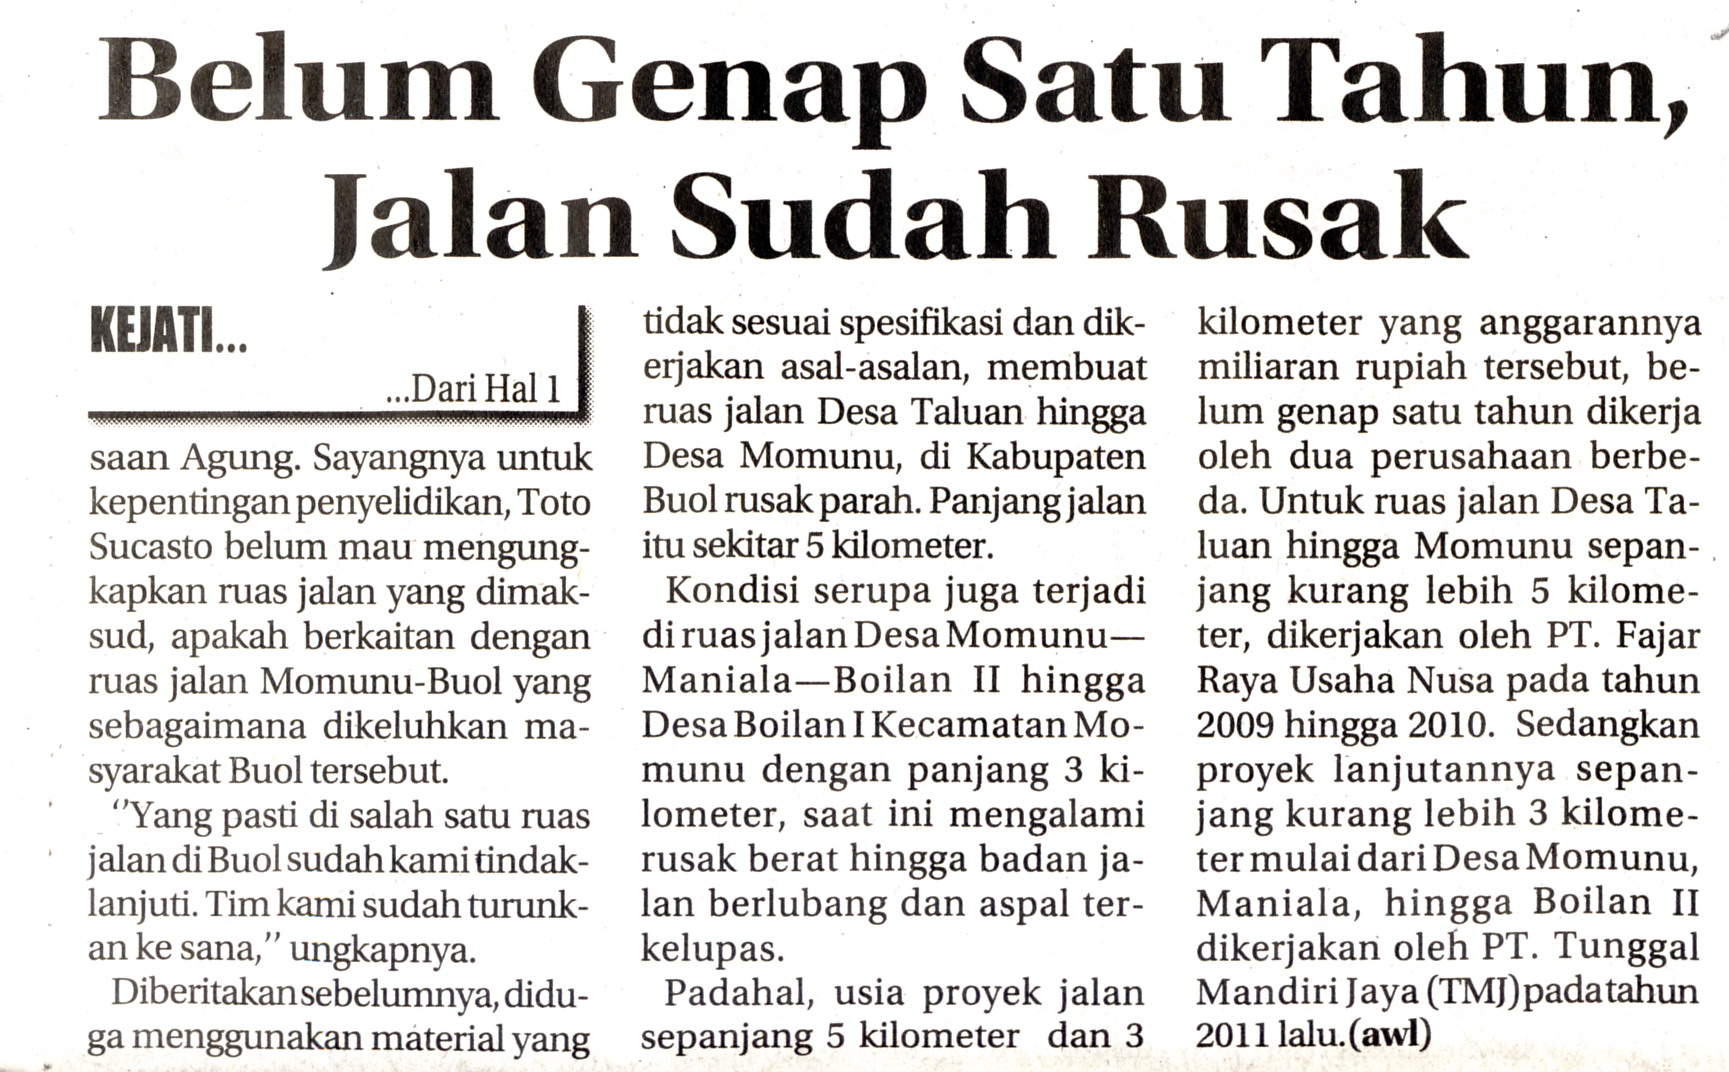 Belum Genap Satu Tahun,
Jalan Sudah Rusak
KEJATI...
...Dari Hal 1
saan Agung. Sayangnya untuk
kepentingan penyelidikan, Toto
Sucasto belum mau mengung-
kapkan ruas jalan yang dimak-
sud, apakah berkaitan dengan
ruas jalan Momunu-Buol yang
sebagaimana dikeluhkan ma-
syarakat Buol tersebut.
‘’Yang pasti di salah satu ruas
jalan di Buol sudah kami tindak-
lanjuti. Tim kami sudah turunk-
an ke sana,’’ ungkapnya.
Diberitakan sebelumnya, didu-
ga menggunakan material yang
tidak sesuai spesifikasi dan dik-
erjakan asal-asalan, membuat
ruas jalan Desa Taluan hingga
Desa Momunu, di Kabupaten
Buol rusak parah. Panjang jalan
itu sekitar 5 kilometer.
Kondisi serupa juga terjadi
di ruas jalan Desa Momunu—
Maniala—Boilan II hingga
Desa Boilan I Kecamatan Mo-
munu dengan panjang 3 ki-
lometer, saat ini mengalami
rusak berat hingga badan ja-
lan berlubang dan aspal ter-
kelupas.
Padahal, usia proyek jalan
sepanjang 5 kilometer dan 3
kilometer yang anggarannya
miliaran rupiah tersebut, be-
lum genap satu tahun dikerja
oleh dua perusahaan berbe-
da. Untuk ruas jalan Desa Ta-
luan hingga Momunu sepan-
jang kurang lebih 5 kilome-
ter, dikerjakan oleh PT. Fajar
Raya Usaha Nusa pada tahun
2009 hingga 2010. Sedangkan
proyek lanjutannya sepan-
jang kurang lebih 3 kilome-
ter mulai dari Desa Momunu,
Maniala, hingga Boilan II
dikerjakan oleh PT. Tunggal
Mandiri Jaya (TMJ) pada tahun
2011 lalu.(awl)